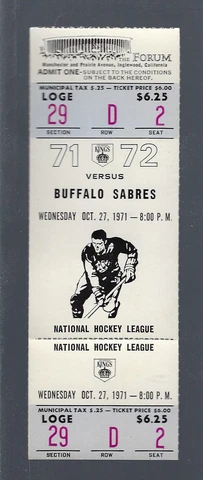 THE FORUM
Manchester and Prairie Avenue, Inglewood, California
ADMIT ONE—SUBJECT TO THE CONDITIONS
ON THE BACK HEREOF.
MUNICIPAL TAX 5.25 - TICKET PRICE $6.00
LOGE $6.25
29 D 2
SECTION ROW SEAT
71 KINGS 72
VERSUS
BUFFALO SABRES
WEDNESDAY OCT. 27, 1971 — 8:00 P. M.
NATIONAL HOCKEY LEAGUE
NATIONAL HOCKEY LEAGUE
KINGS
WEDNESDAY OCT. 27, 1971 — 8:00 P. M.
MUNICIPAL TAX 5.25 - TICKET PRICE $6.00
LOGE $6.25
29 D 2
SECTION ROW SEAT